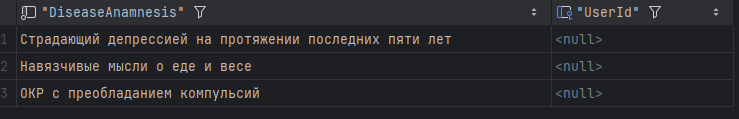 "DiseaseAnamnesis" "UserId"
1 Страдающий депрессией на протяжении последних пяти лет <null>
2 Навязчивые мысли о еде и весе <null>
3 ОКР с преобладанием компульсий <null>